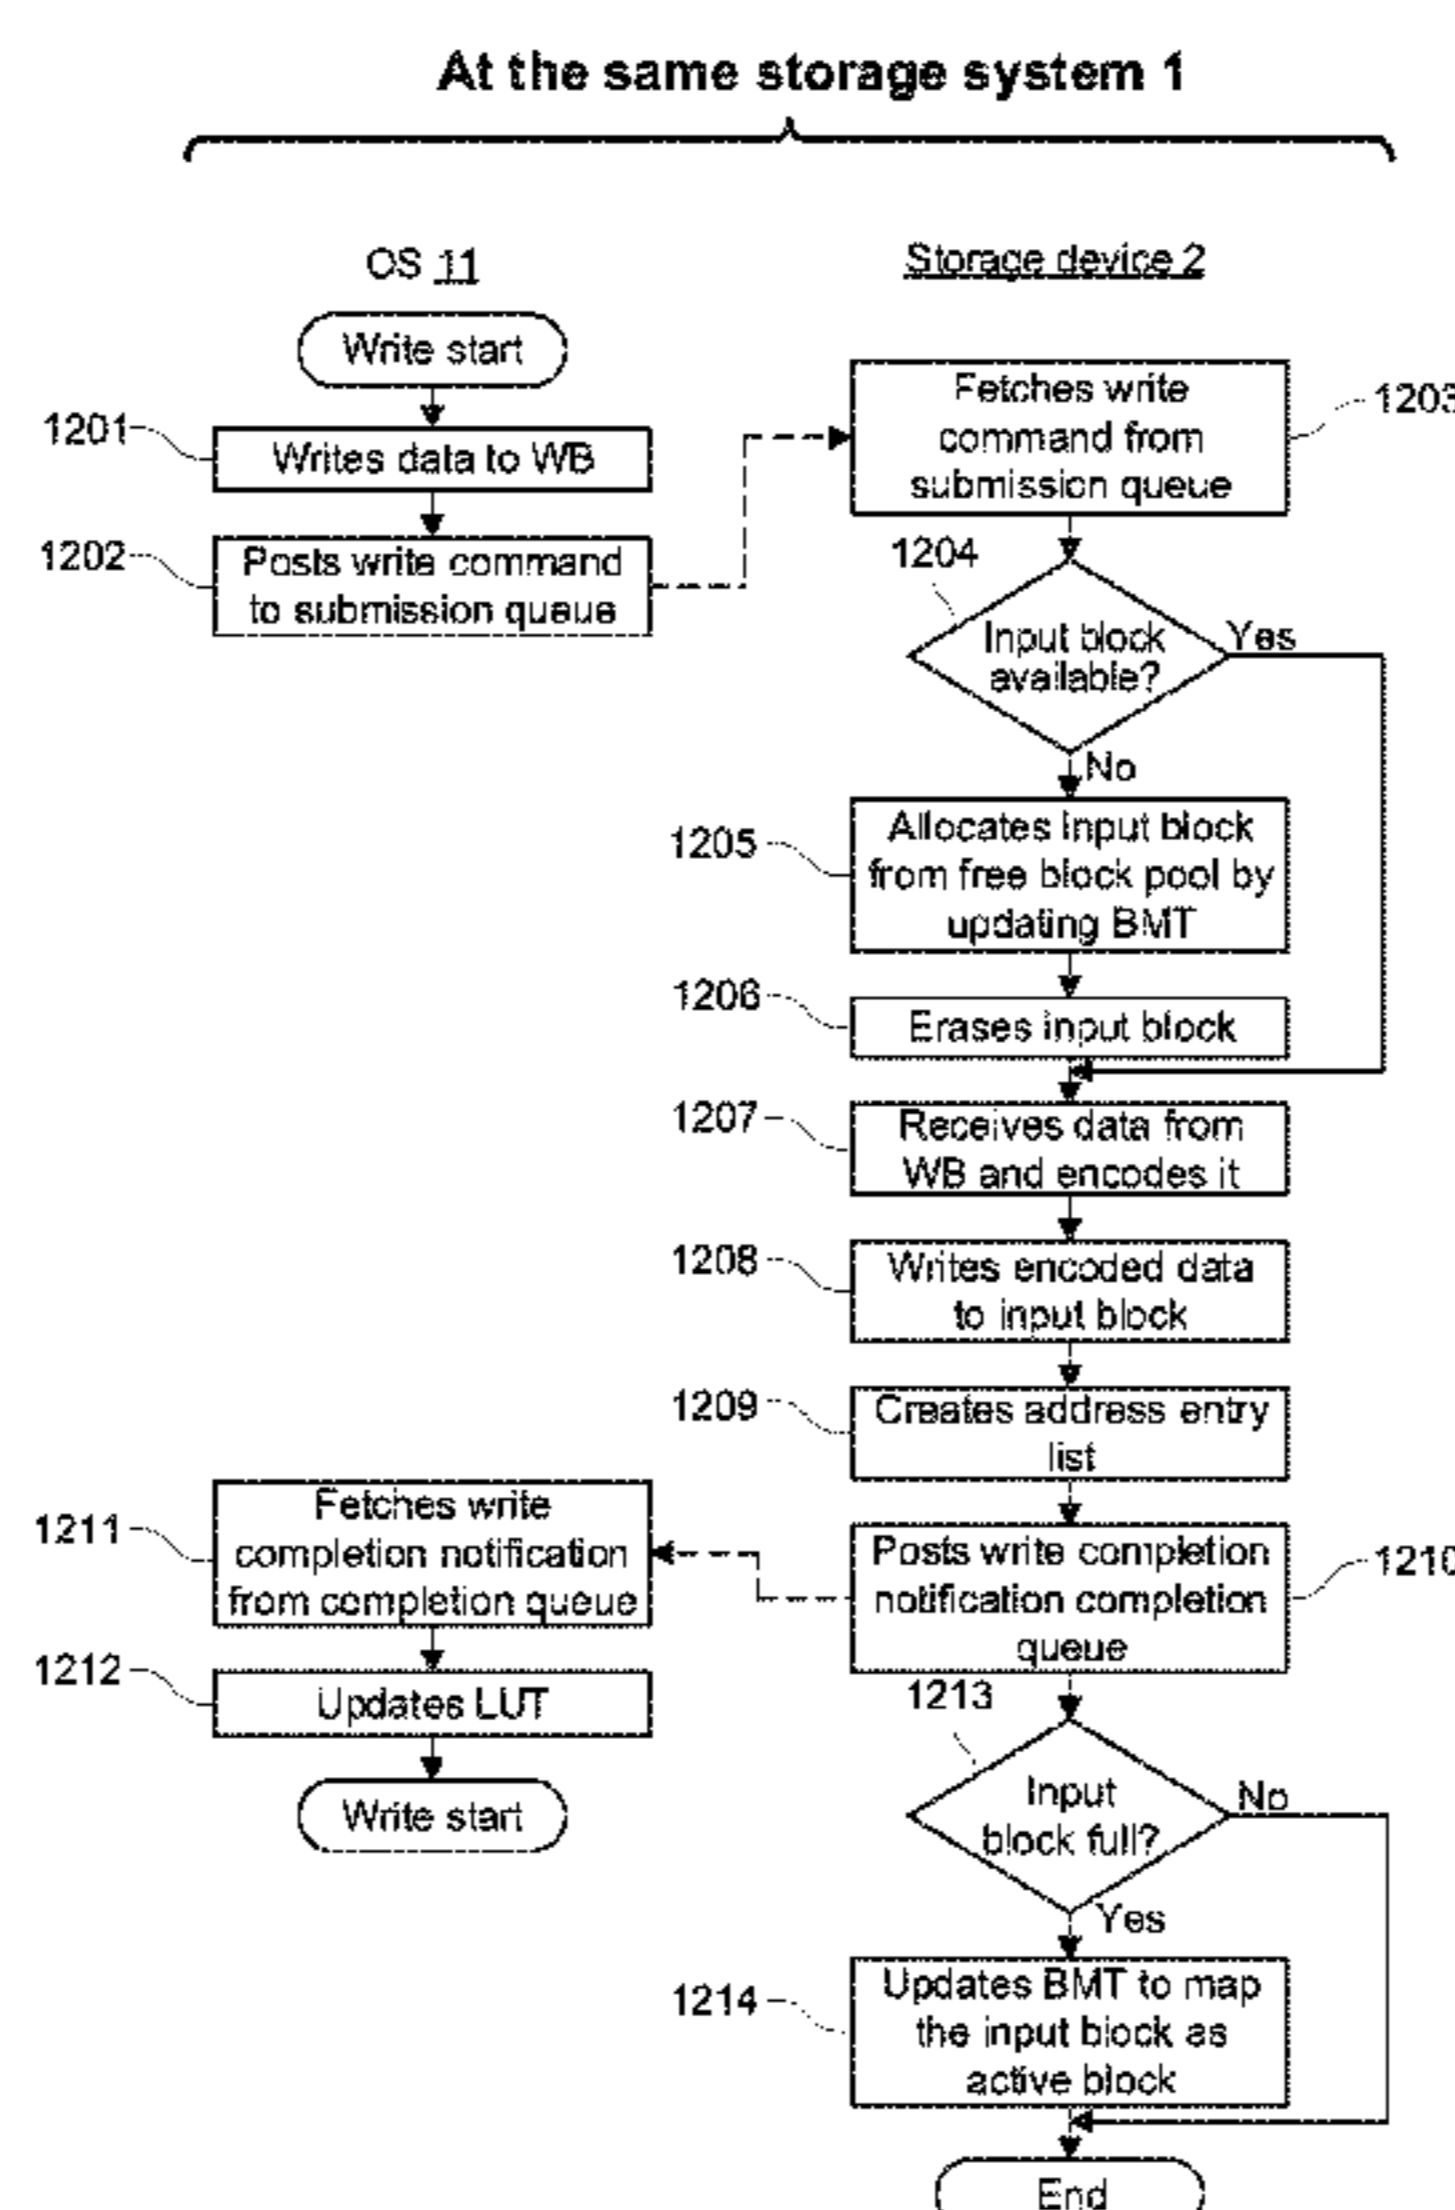 At the same storage system 1
OS 11
Write start
1201
Writes data to WB
1202
Posts write command
to submission queue
Storage device 2
Fetches write
command from
submission queue
1203
1204
Input block
available?
Yes
No
1205
Allocates input block
from free block pool by
updating BMT
1206
Erases input block
1207
Receives data from
WB and encodes it
1208
Writes encoded data
to input block
1209
Creates address entry
list
Posts write completion
notification completion
queue
1210
1211
Fetches write
completion notification
from completion queue
1212
Updates LUT
Write start
1213
Input
block full?
No
Yes
1214
Updates BMT to map
the input block as
active block
End